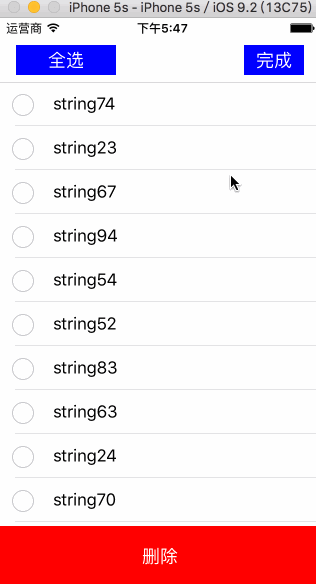 iPhone 5s - iPhone 5s / iOS 9.2 (13C75)
运营商 下午5:47
全选 完成
string74
string23
string67
string94
string54
string52
string83
string63
string24
string70
删除